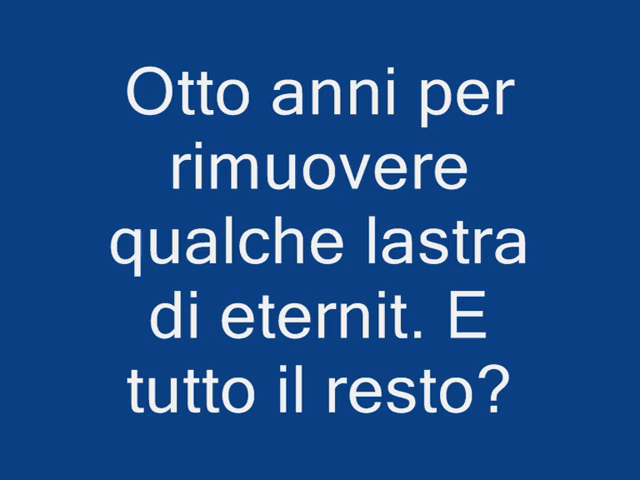 Otto anni per
rimuovere
qualche lastra
di eternit. E
tutto il resto?